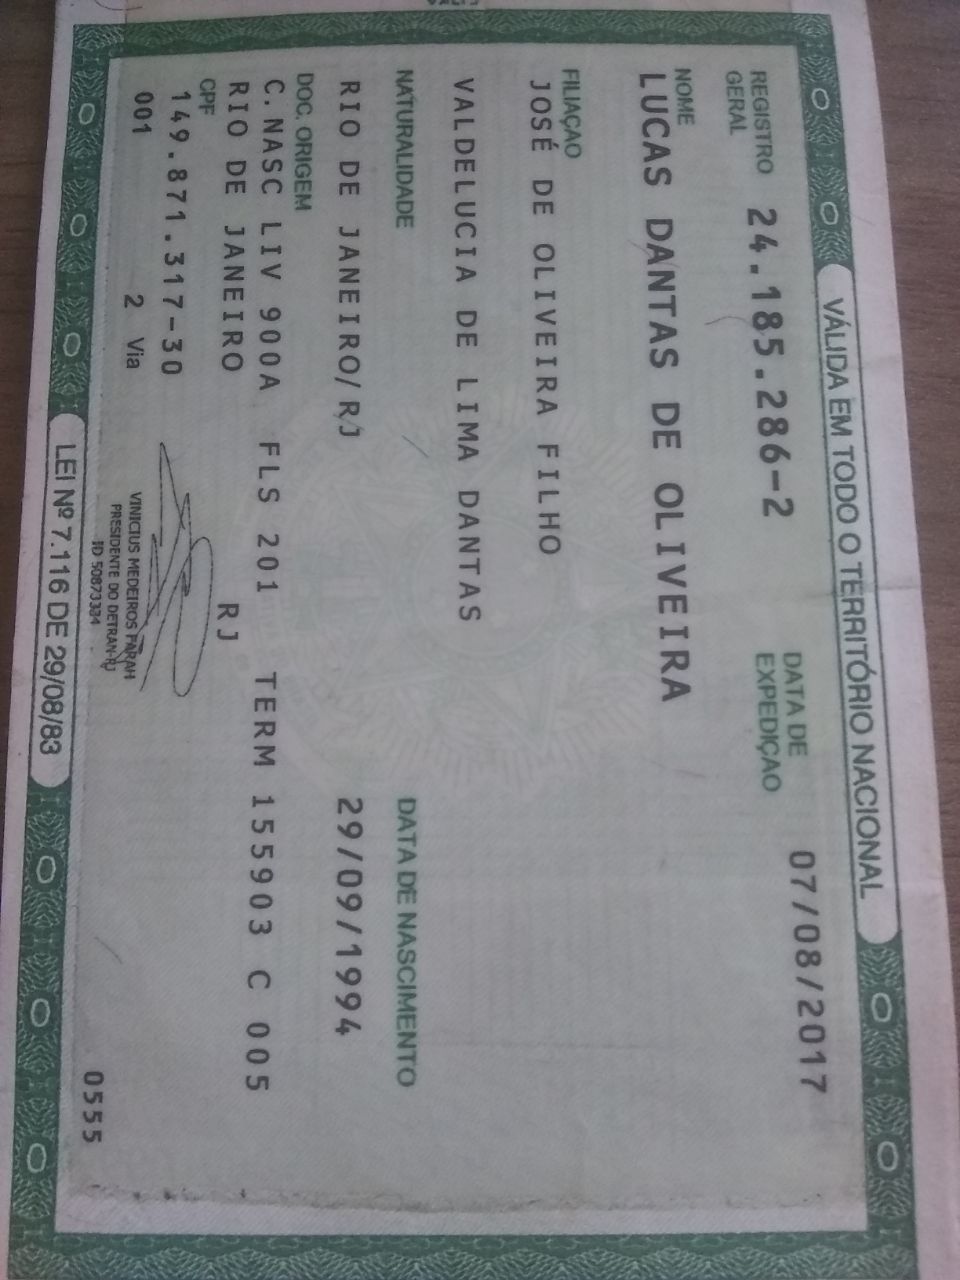 VÁLIDA EM TODO O TERRITÓRIO NACIONAL
REGISTRO GERAL 24.185.286-2 DATA DE EXPEDIÇÃO 07/08/2017
NOME
LUCAS DANTAS DE OLIVEIRA
FILIAÇÃO
JOSÉ DE OLIVEIRA FILHO
VALDELUCIA DE LIMA DANTAS
NATURALIDADE DATA DE NASCIMENTO
RIO DE JANEIRO/RJ 29/09/1994
DOC. ORIGEM
C.NASC LIV 900A FLS 201 TERM 155903 C 005
RIO DE JANEIRO RJ
CPF
149.871.317-30
001 2 Via
VINICIUS MEDEIROS FARAH
PRESIDENTE DO DETRAN-RJ
ID 50873334
0555
LEI Nº 7.116 DE 29/08/83